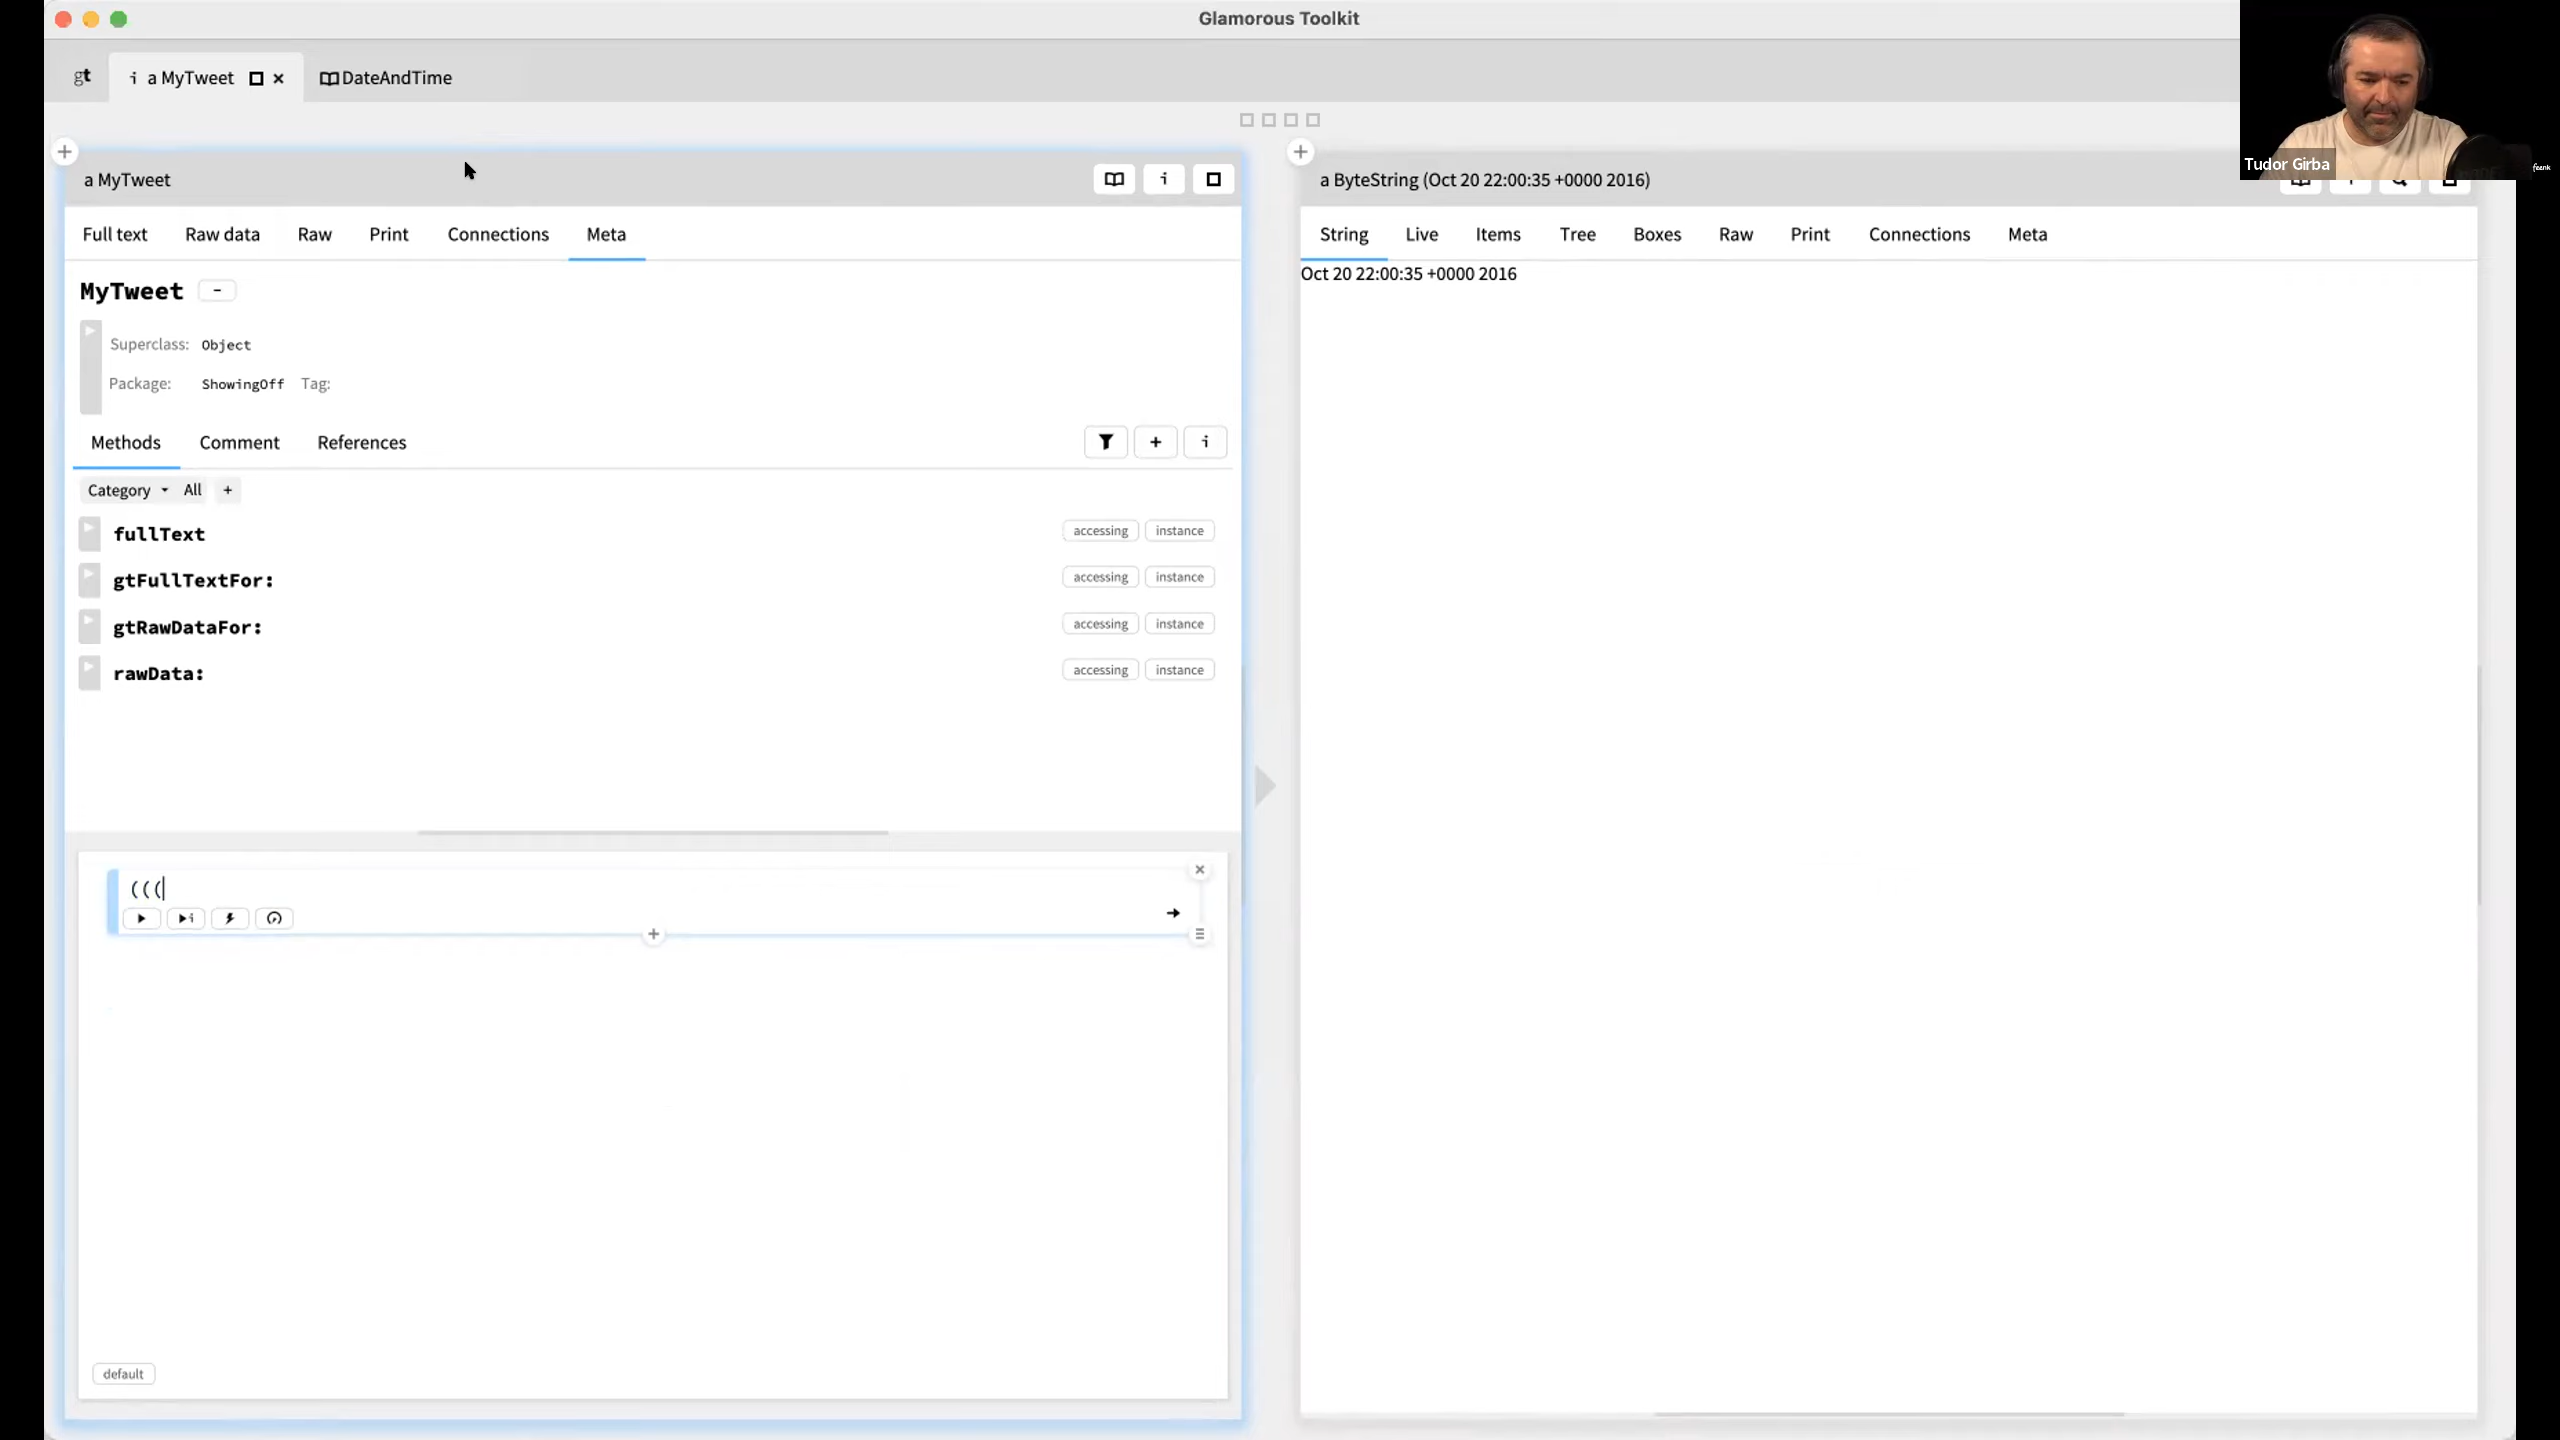 Glamorous Toolkit
gt
i a MyTweet
DateAndTime
Tudor Girba
feenk
a MyTweet
i
Full text Raw data Raw Print Connections Meta
MyTweet -
Superclass: Object
Package: ShowingOff Tag:
Methods Comment References
+ i
Category All +
fullText accessing instance
gtFullTextFor: accessing instance
gtRawDataFor: accessing instance
rawData: accessing instance
(((
default
a ByteString (Oct 20 22:00:35 +0000 2016)
String Live Items Tree Boxes Raw Print Connections Meta
Oct 20 22:00:35 +0000 2016